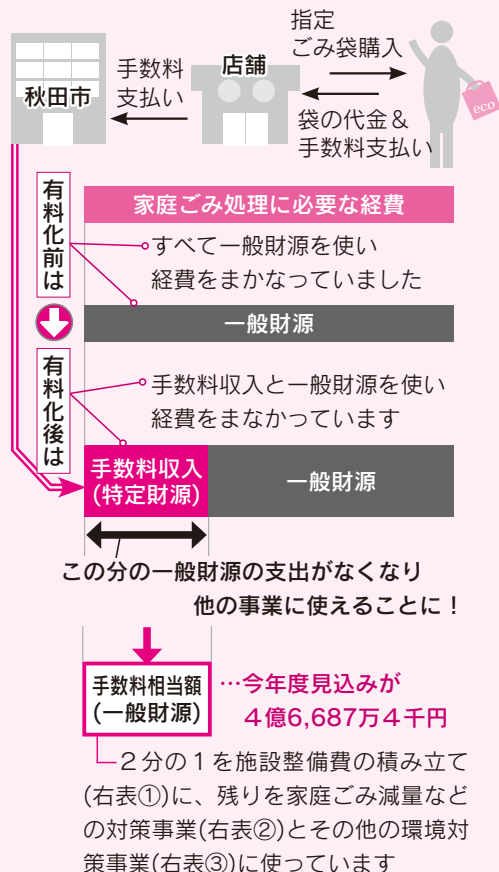 指定
ごみ袋購入
店舗
手数料
支払い
秋田市
eco
袋の代金＆
手数料支払い
有料化前は
家庭ごみ処理に必要な経費
すべて一般財源を使い
経費をまかなっていました
一般財源
有料化後は
手数料収入と一般財源を使い
経費をまなかっています
手数料収入
(特定財源)
一般財源
この分の一般財源の支出がなくなり
他の事業に使えることに！
手数料相当額
(一般財源)
…今年度見込みが
４億6,687万４千円
２分の１を施設整備費の積み立て
(右表①)に、残りを家庭ごみ減量など
の対策事業(右表②)とその他の環境対
策事業(右表③)に使っています